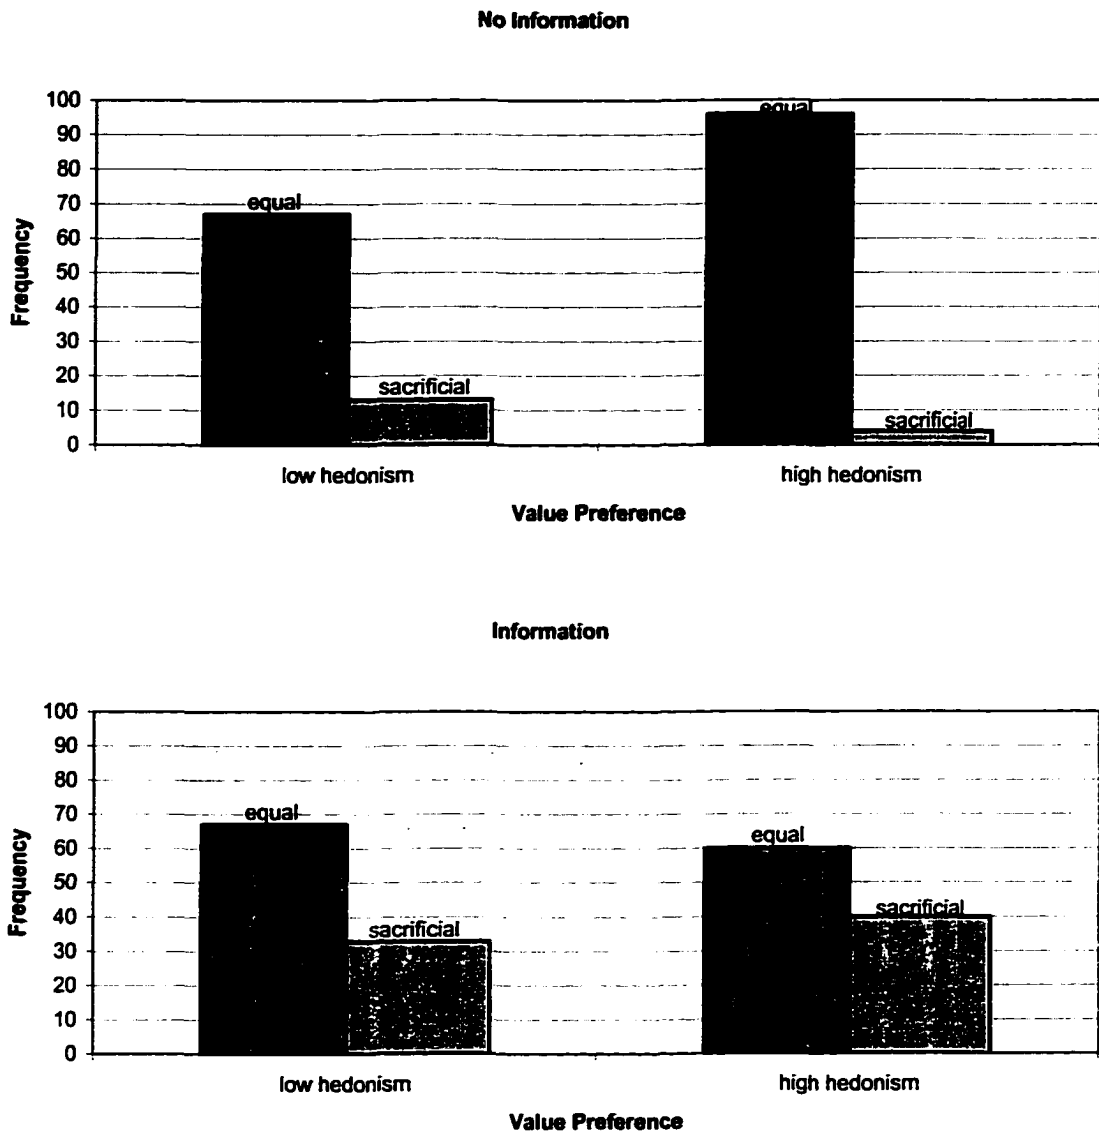 No Information
100
90
80
70
60
50
40
30
20
10
0
Frequency
equal
sacrificial
equal
sacrificial
low hedonism
high hedonism
Value Preference
Information
100
90
80
70
60
50
40
30
20
10
0
Frequency
equal
sacrificial
equal
sacrificial
low hedonism
high hedonism
Value Preference